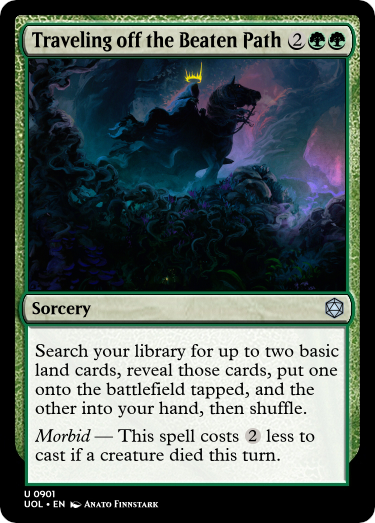 Traveling off the Beaten Path 2
Sorcery
Search your library for up to two basic
land cards, reveal those cards, put one
onto the battlefield tapped, and the
other into your hand, then shuffle.
Morbid — This spell costs 2 less to
cast if a creature died this turn.
U 0901
UOL • EN Anato Finnstark